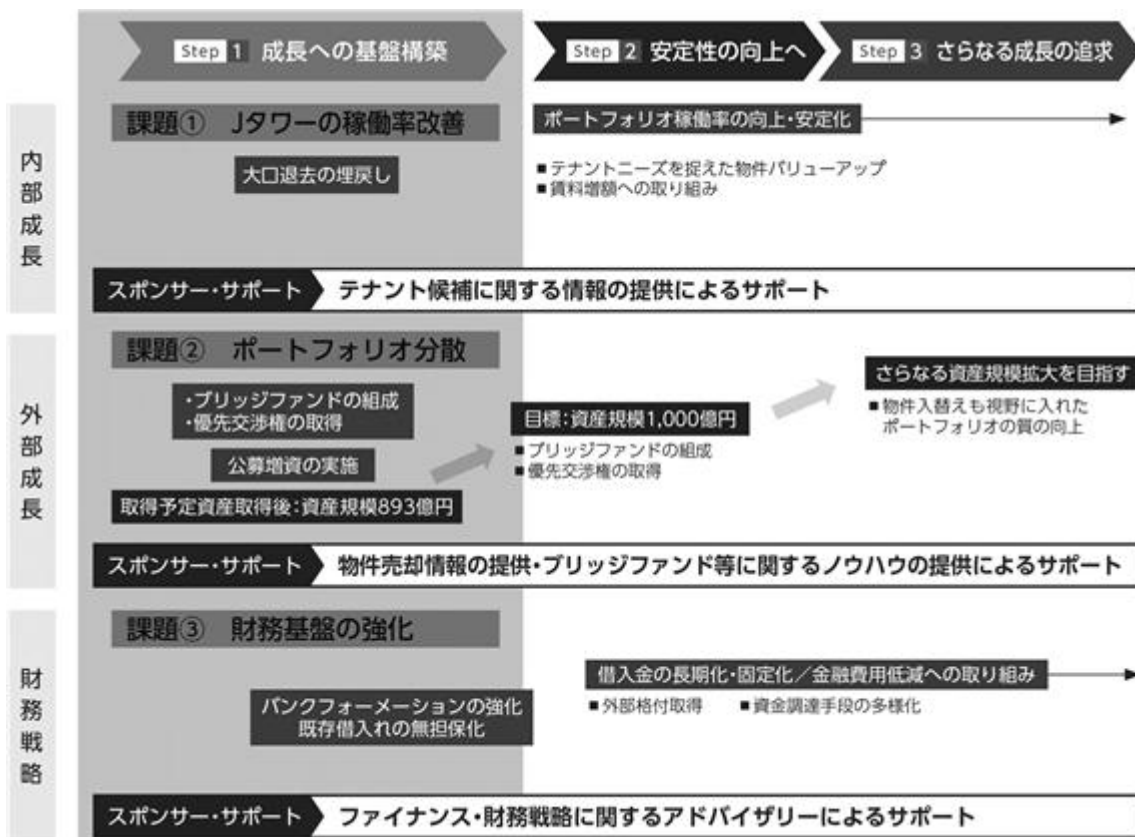 Step 1 成長への基盤構築
Step 2 安定性の向上へ
Step 3 さらなる成長の追求
内部成長
課題① Jタワーの稼働率改善
大口退去の埋戻し
ポートフォリオ稼働率の向上・安定化
■テナントニーズを捉えた物件バリューアップ
■賃料増額への取り組み
スポンサー・サポート
テナント候補に関する情報の提供によるサポート
外部成長
課題② ポートフォリオ分散
・ブリッジファンドの組成
・優先交渉権の取得
公募増資の実施
取得予定資産取得後：資産規模893億円
目標：資産規模1,000億円
■ブリッジファンドの組成
■優先交渉権の取得
さらなる資産規模拡大を目指す
■物件入替えも視野に入れた
ポートフォリオの質の向上
スポンサー・サポート
物件売却情報の提供・ブリッジファンド等に関するノウハウの提供によるサポート
財務戦略
課題③ 財務基盤の強化
バンクフォーメーションの強化
既存借入れの無担保化
借入金の長期化・固定化／金融費用低減への取り組み
■外部格付取得 ■資金調達手段の多様化
スポンサー・サポート
ファイナンス・財務戦略に関するアドバイザリーによるサポート